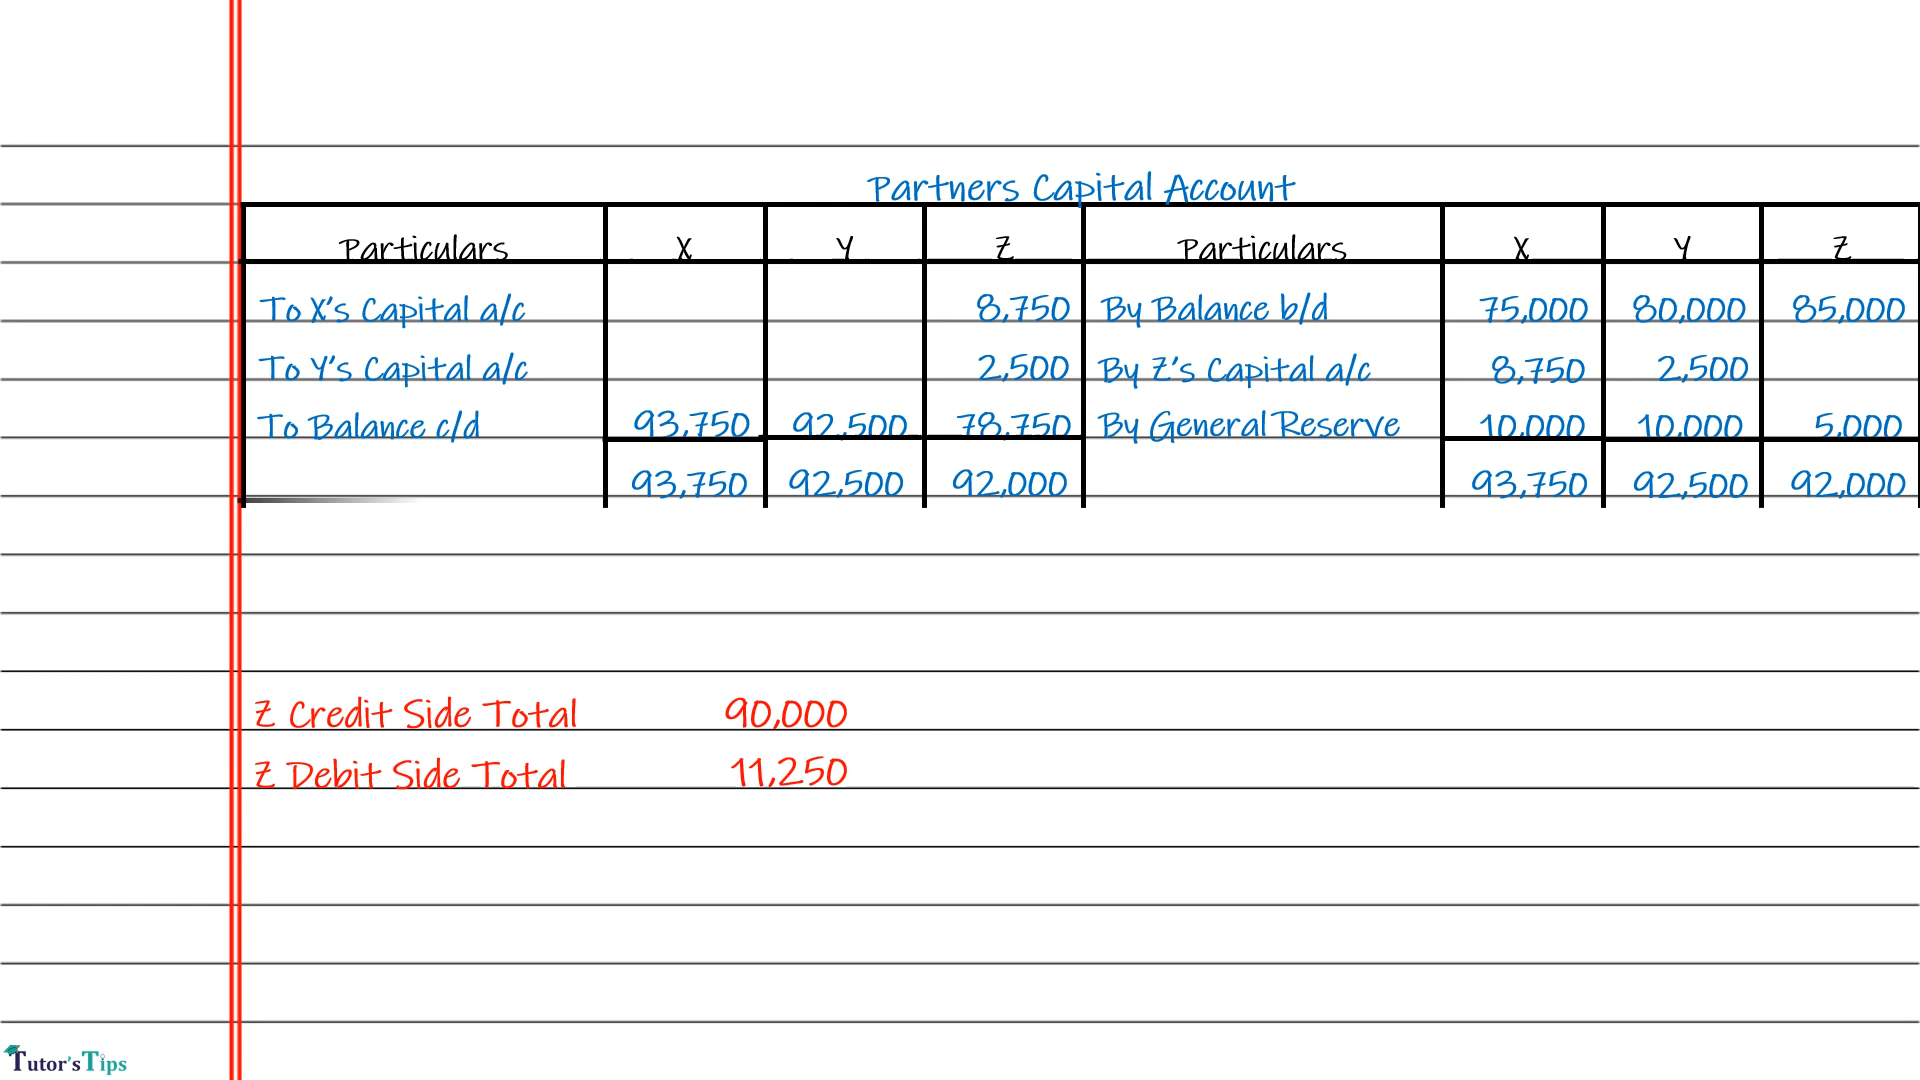 Partners Capital Account
Particulars X Y Z Particulars X Y Z
To X's Capital a/c 8,750 By Balance b/d 75,000 80,000 85,000
To Y's Capital a/c 2,500 By Z's Capital a/c 8,750 2,500
To Balance c/d 93,750 92,500 78,750 By General Reserve 10,000 10,000 5,000
93,750 92,500 92,000 93,750 92,500 92,000
Z Credit Side Total 90,000
Z Debit Side Total 11,250
Tutor'sTips